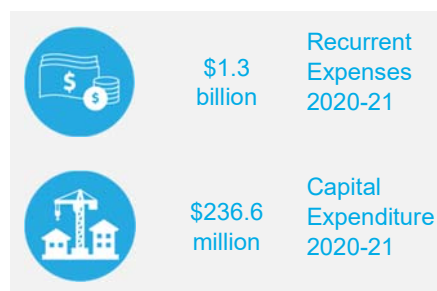 $
$
$1.3
billion
Recurrent
Expenses
2020-21
$236.6
million
Capital
Expenditure
2020-21